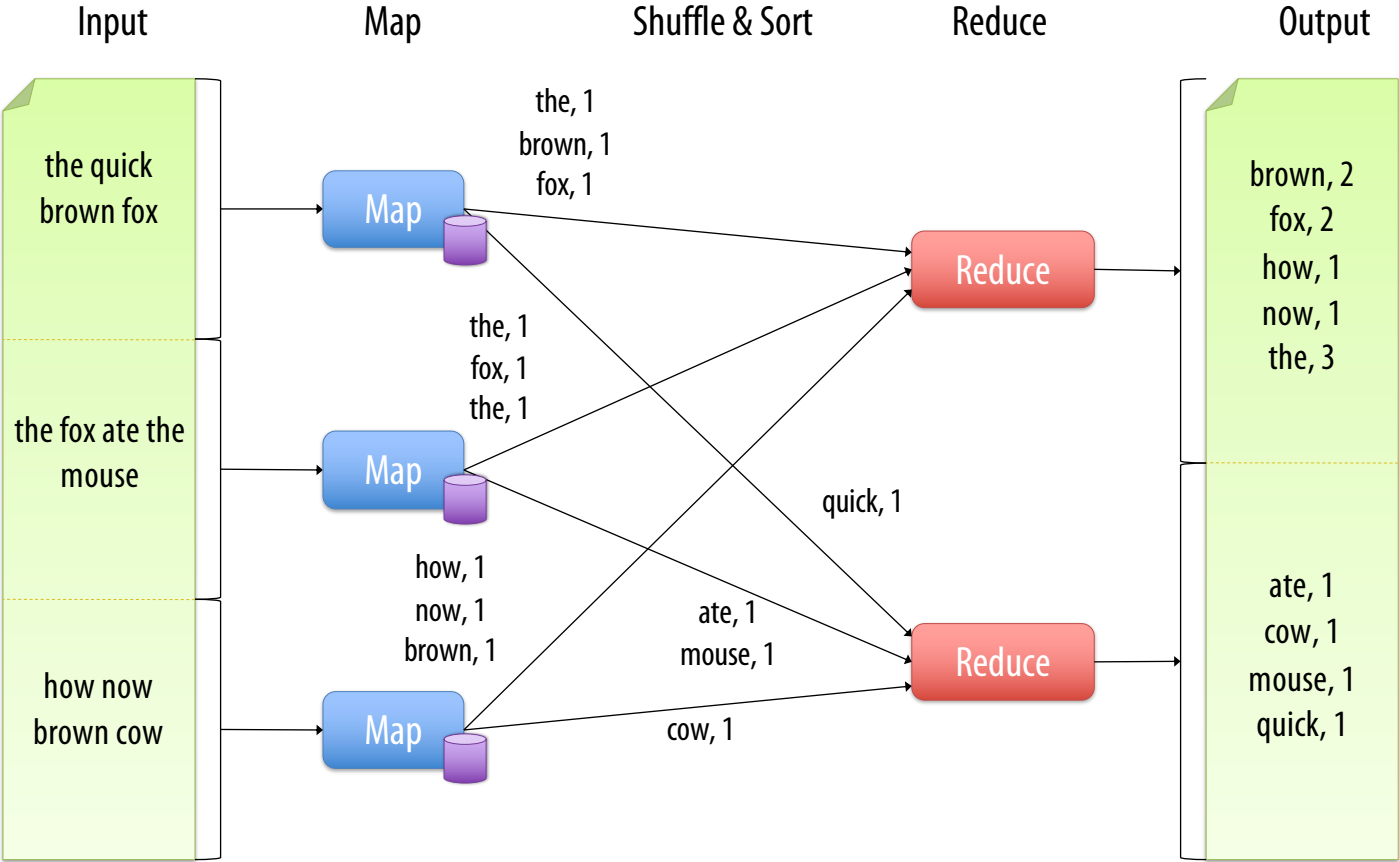 Input
Map
Shuffle & Sort
Reduce
Output
the quick
brown fox
the fox ate the
mouse
how now
brown cow
Map
Map
Map
the, 1
brown, 1
fox, 1
the, 1
fox, 1
the, 1
how, 1
now, 1
brown, 1
quick, 1
ate, 1
mouse, 1
cow, 1
Reduce
Reduce
brown, 2
fox, 2
how, 1
now, 1
the, 3
ate, 1
cow, 1
mouse, 1
quick, 1